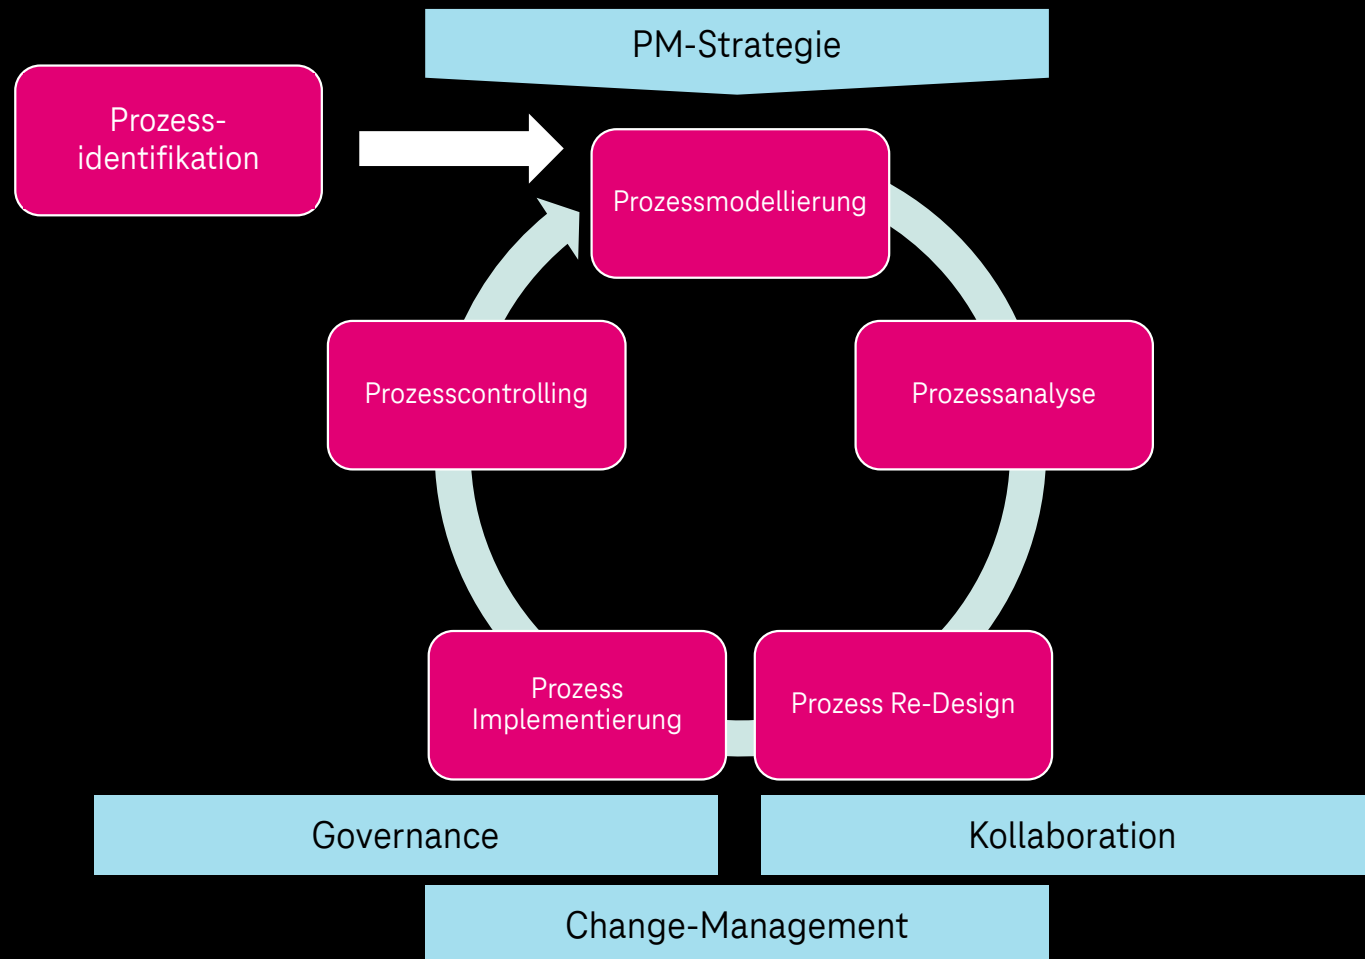 PM-Strategie
Prozess-
identifikation
Prozessmodellierung
Prozesscontrolling
Prozessanalyse
Prozess
Implementierung
Prozess Re-Design
Governance
Kollaboration
Change-Management